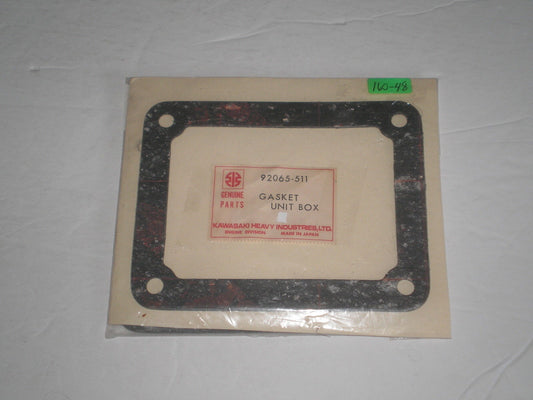 160-48
92065-511
GENUINE
PARTS
GASKET
UNIT BOX
KAWASAKI HEAVY INDUSTRIES, LTD.
ENGINE DIVISION MADE IN JAPAN